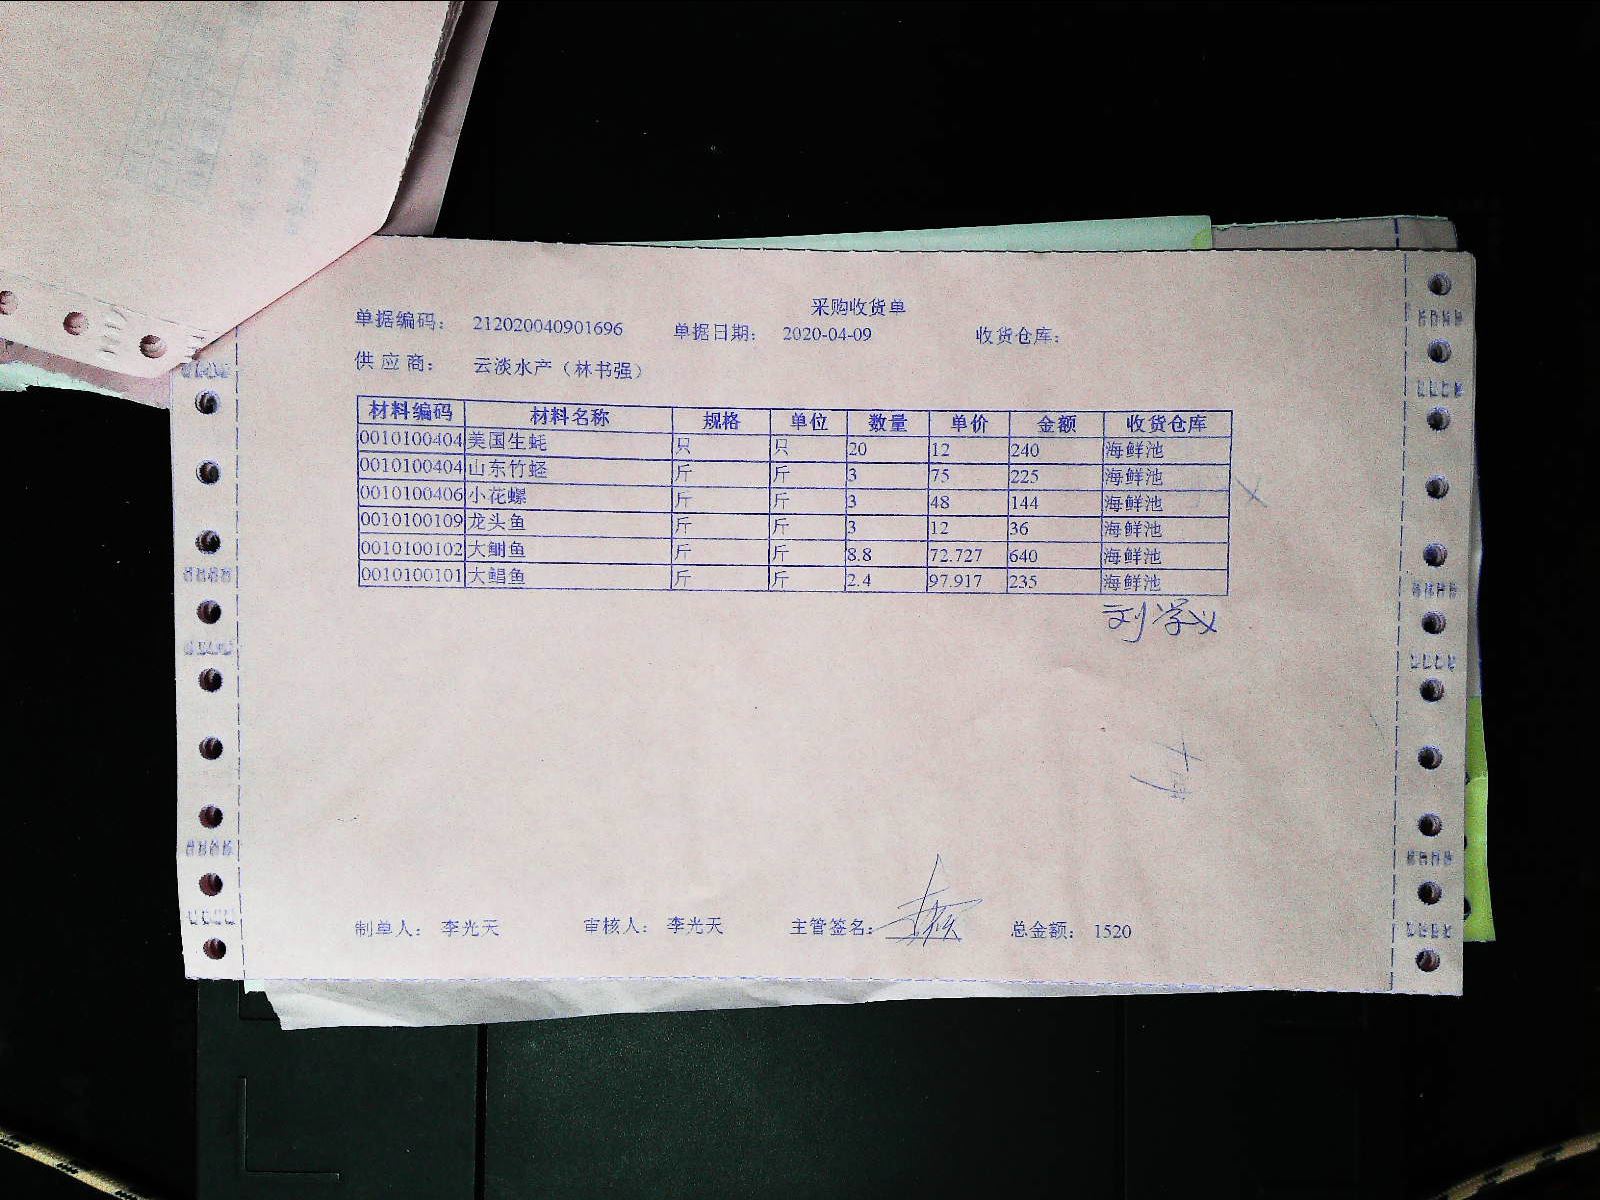 采购收货单
单据编码: 212020040901696 单据日期: 2020-04-09 收货仓库:
供应商: 云淡水产（林书强）
材料编码 材料名称 规格 单位 数量 单价 金额 收货仓库
0010100404 美国生蚝 只 只 20 12 240 海鲜池
0010100404 山东竹蛏 斤 斤 3 75 225 海鲜池
0010100406 小花螺 斤 斤 3 48 144 海鲜池
0010100109 龙头鱼 斤 斤 3 12 36 海鲜池
0010100102 大鮰鱼 斤 斤 8.8 72.727 640 海鲜池
0010100101 大鲳鱼 斤 斤 2.4 97.917 235 海鲜池
刘学义
制单人: 李光天 审核人: 李光天 主管签名: 总金额: 1520